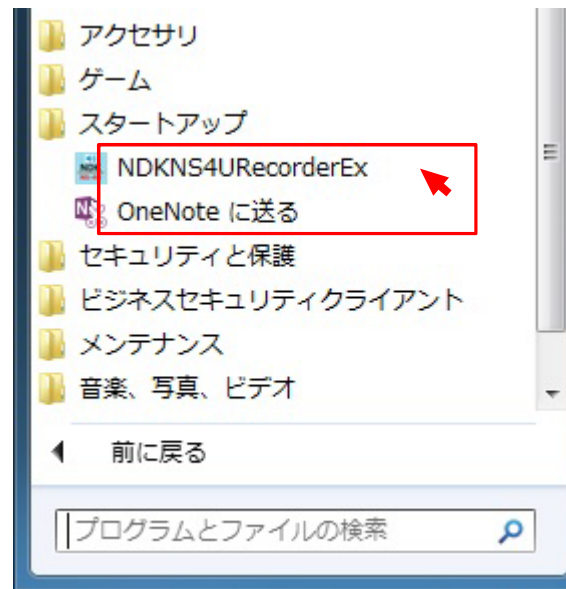 アクセサリ
ゲーム
スタートアップ
NDKNS4URecorderEx
OneNote に送る
セキュリティと保護
ビジネスセキュリティクライアント
メンテナンス
音楽、写真、ビデオ
前に戻る
プログラムとファイルの検索